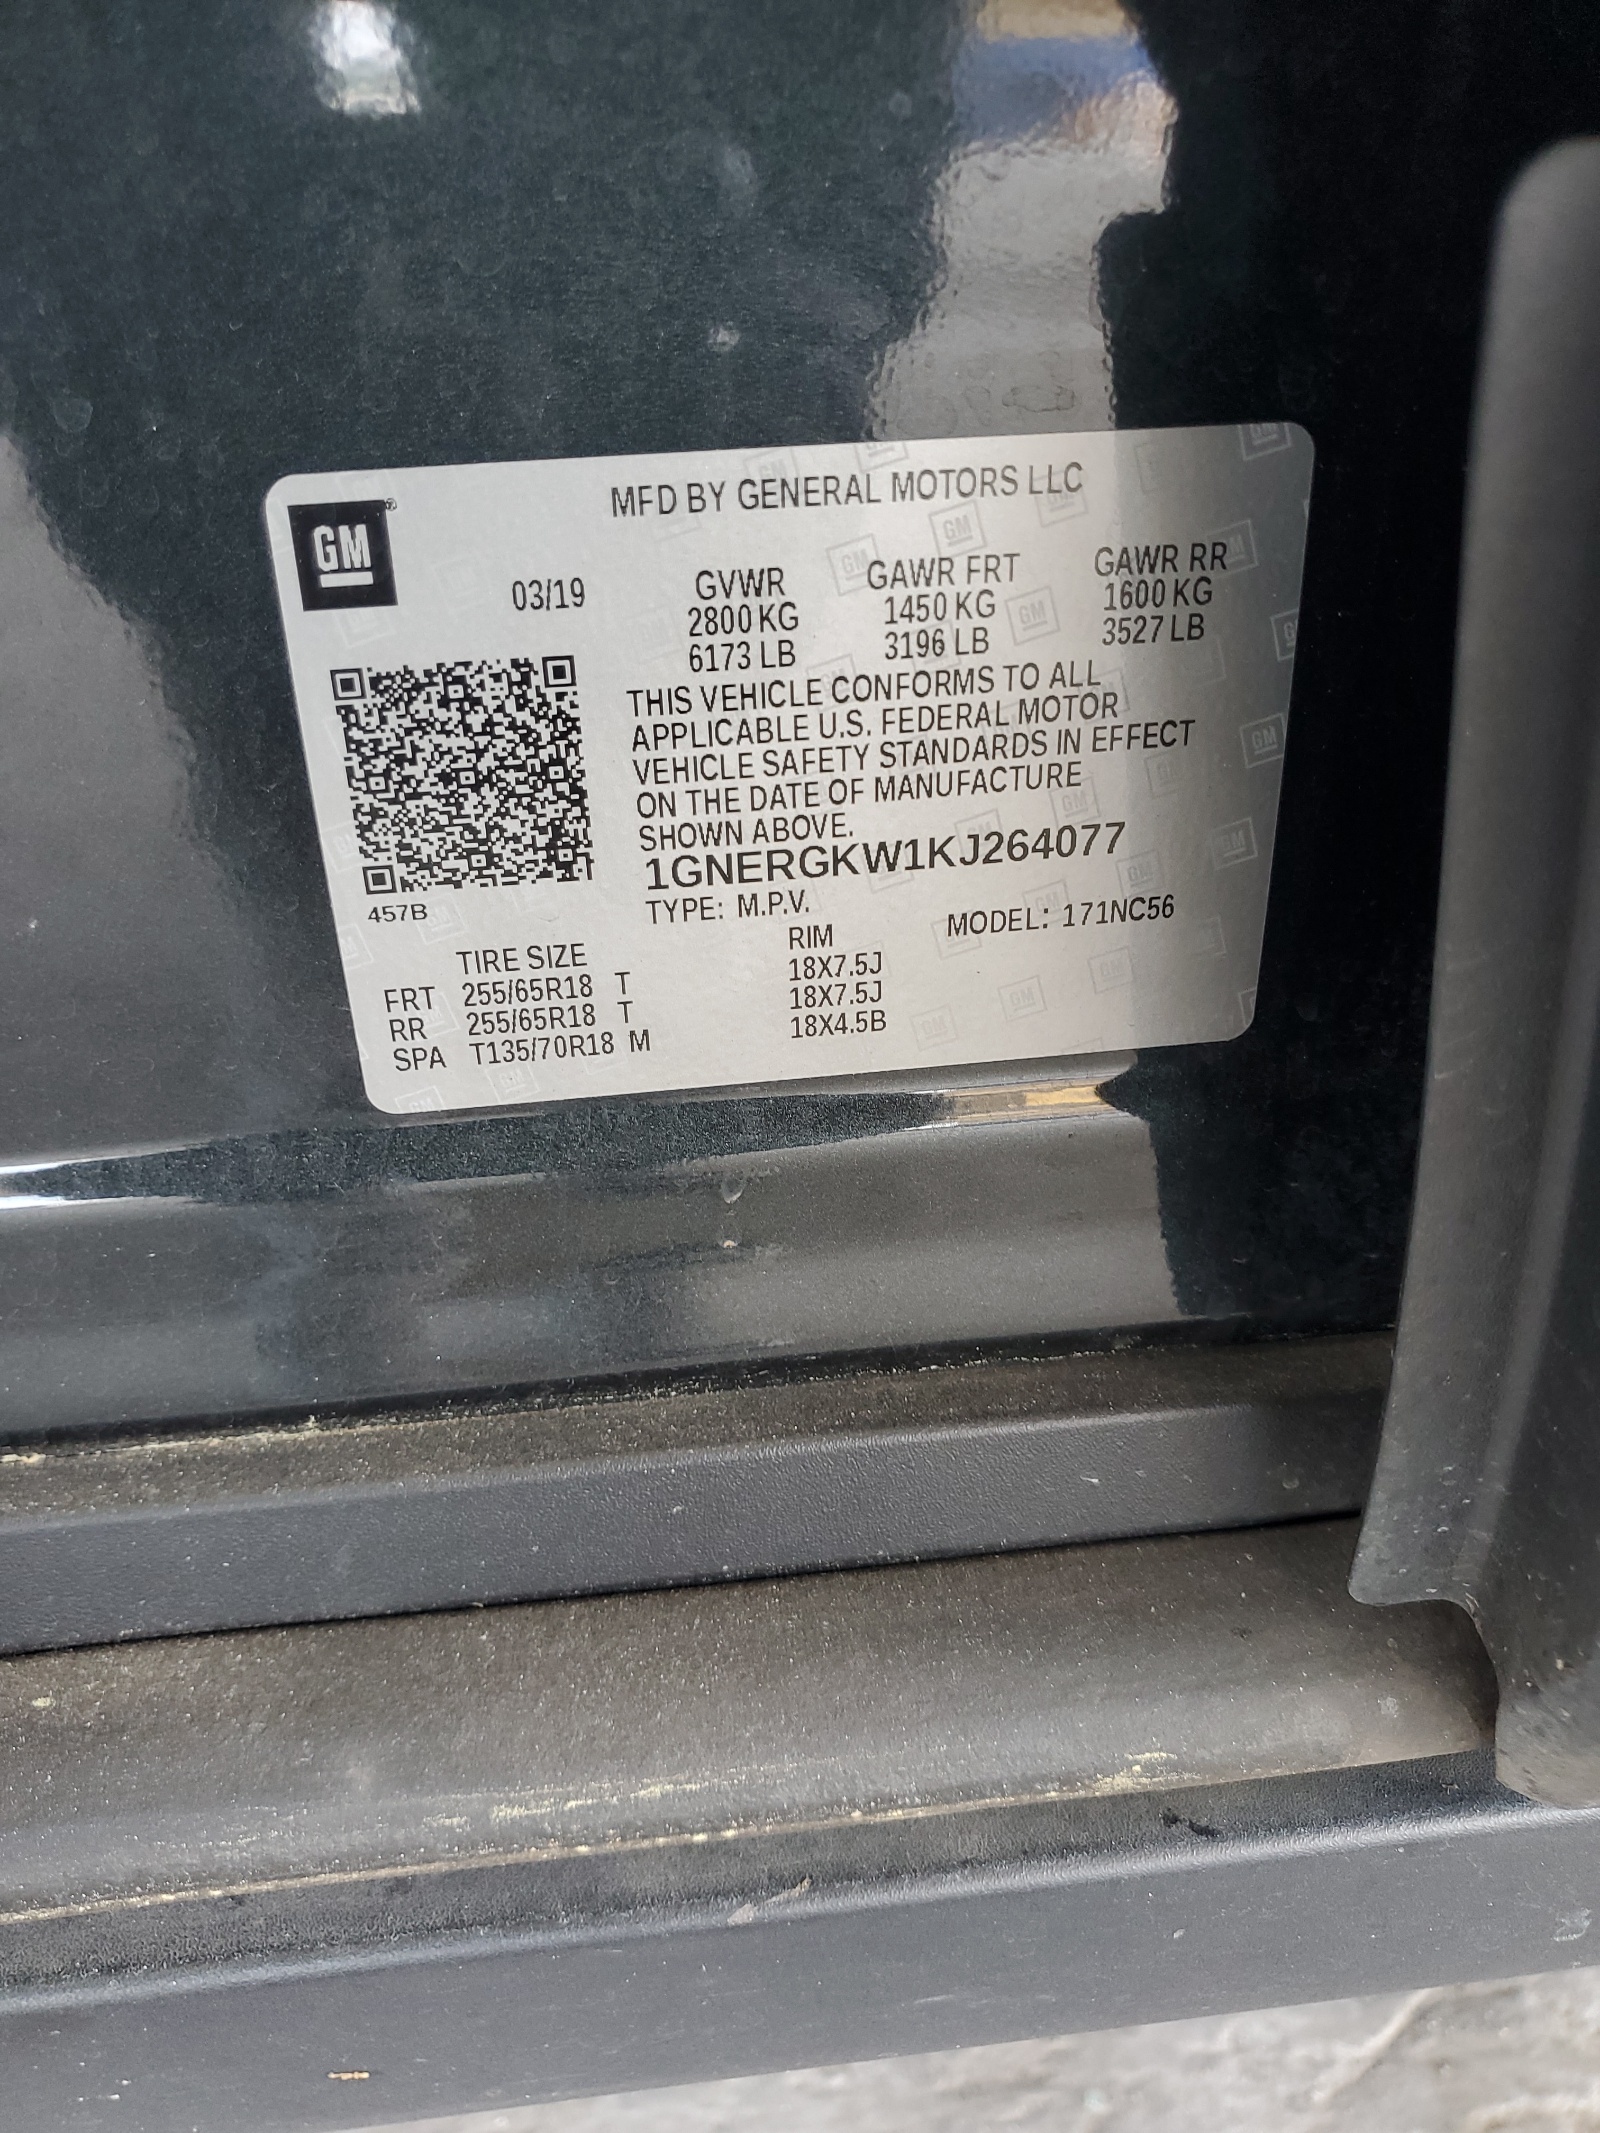 GM®
MFD BY GENERAL MOTORS LLC
03/19
GVWR GAWR FRT GAWR RR
2800 KG 1450 KG 1600 KG
6173 LB 3196 LB 3527 LB
THIS VEHICLE CONFORMS TO ALL
APPLICABLE U.S. FEDERAL MOTOR
VEHICLE SAFETY STANDARDS IN EFFECT
ON THE DATE OF MANUFACTURE
SHOWN ABOVE.
1GNERGKW1KJ264077
457B
TYPE: M.P.V. MODEL: 171NC56
TIRE SIZE RIM
FRT 255/65R18 T 18X7.5J
RR 255/65R18 T 18X7.5J
SPA T135/70R18 M 18X4.5B